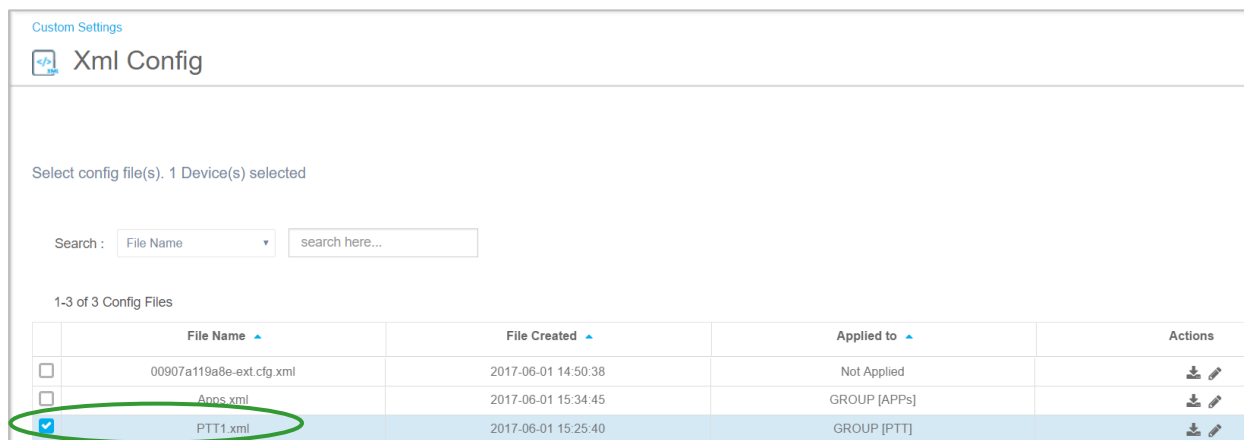 Custom Settings
</> XML Xml Config
Select config file(s). 1 Device(s) selected
Search : File Name search here...
1-3 of 3 Config Files
File Name File Created Applied to Actions
00907a119a8e-ext.cfg.xml 2017-06-01 14:50:38 Not Applied
Apps.xml 2017-06-01 15:34:45 GROUP [APPs]
PTT1.xml 2017-06-01 15:25:40 GROUP [PTT]